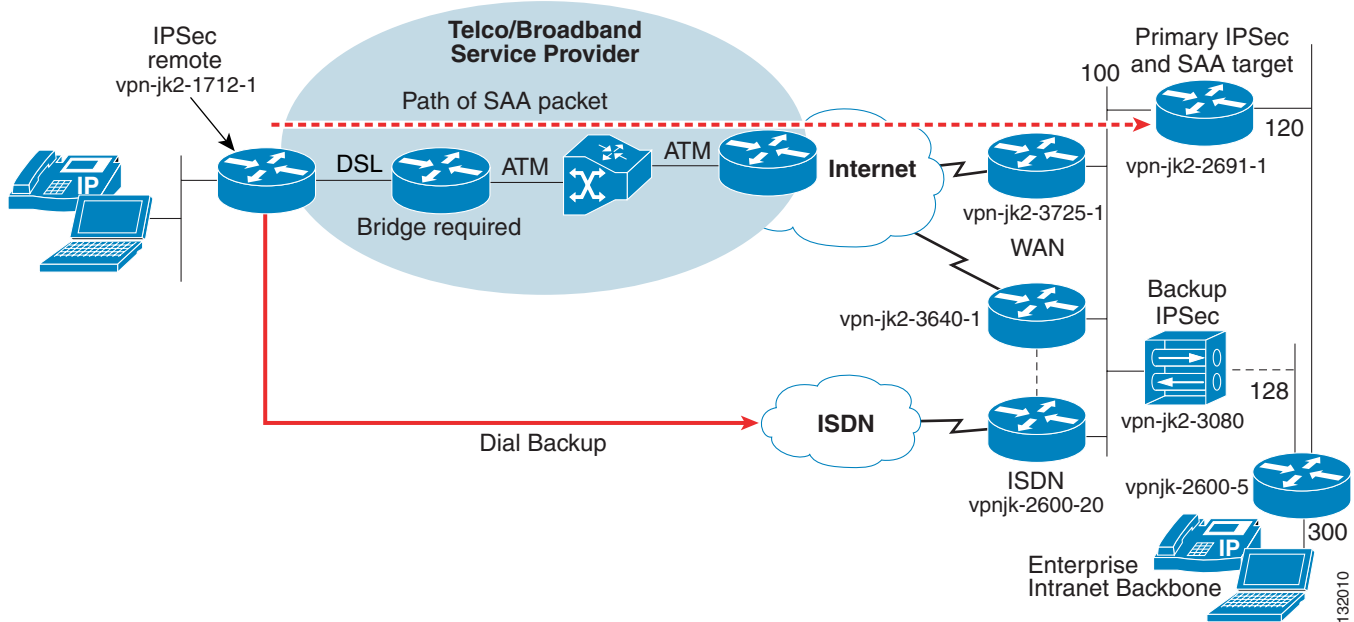 IPSec
remote
vpn-jk2-1712-1
Telco/Broadband
Service Provider
Path of SAA packet
IP
DSL
ATM
ATM
Bridge required
Internet
Primary IPSec
and SAA target
100
120
vpn-jk2-2691-1
vpn-jk2-3725-1
WAN
vpn-jk2-3640-1
Backup
IPSec
128
vpn-jk2-3080
Dial Backup
ISDN
ISDN
vpnjk-2600-20
vpnjk-2600-5
300
IP
Enterprise
Intranet Backbone
132010